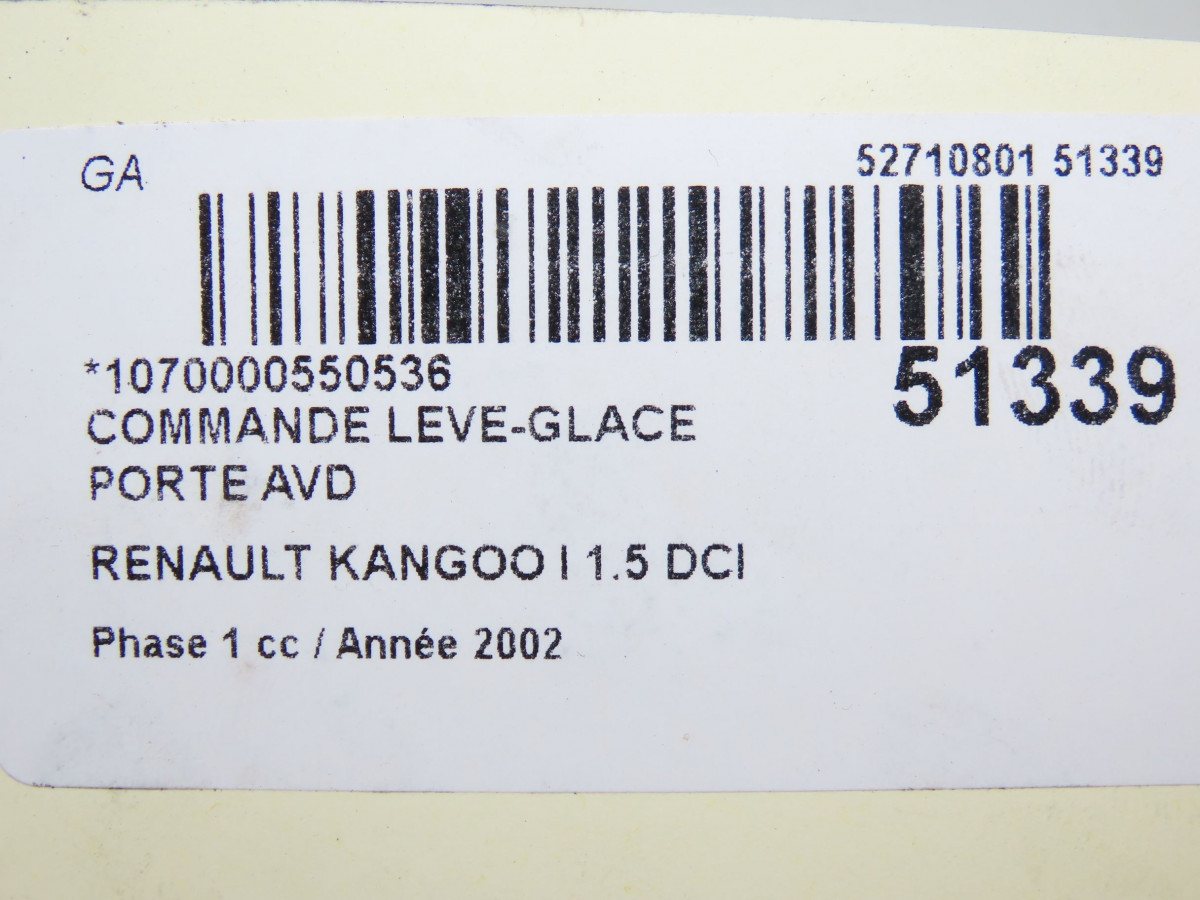 GA
52710801 51339
*1070000550536
51339
COMMANDE LEVE-GLACE
PORTE AVD
RENAULT KANGOO I 1.5 DCI
Phase 1 cc / Année 2002